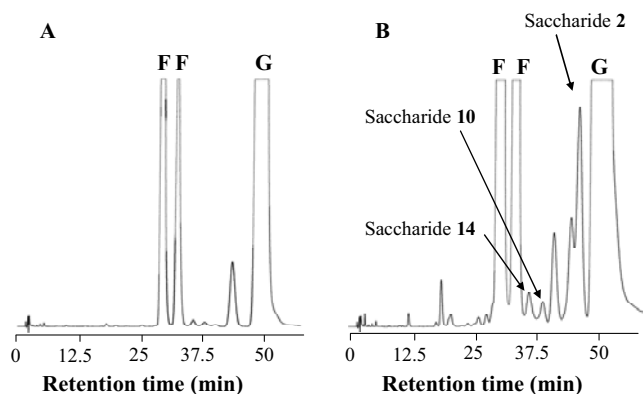 A
F F G
0 12.5 25 37.5 50
Retention time (min)
B
Saccharide 2
F F G
Saccharide 10
Saccharide 14
0 12.5 25 37.5 50
Retention time (min)